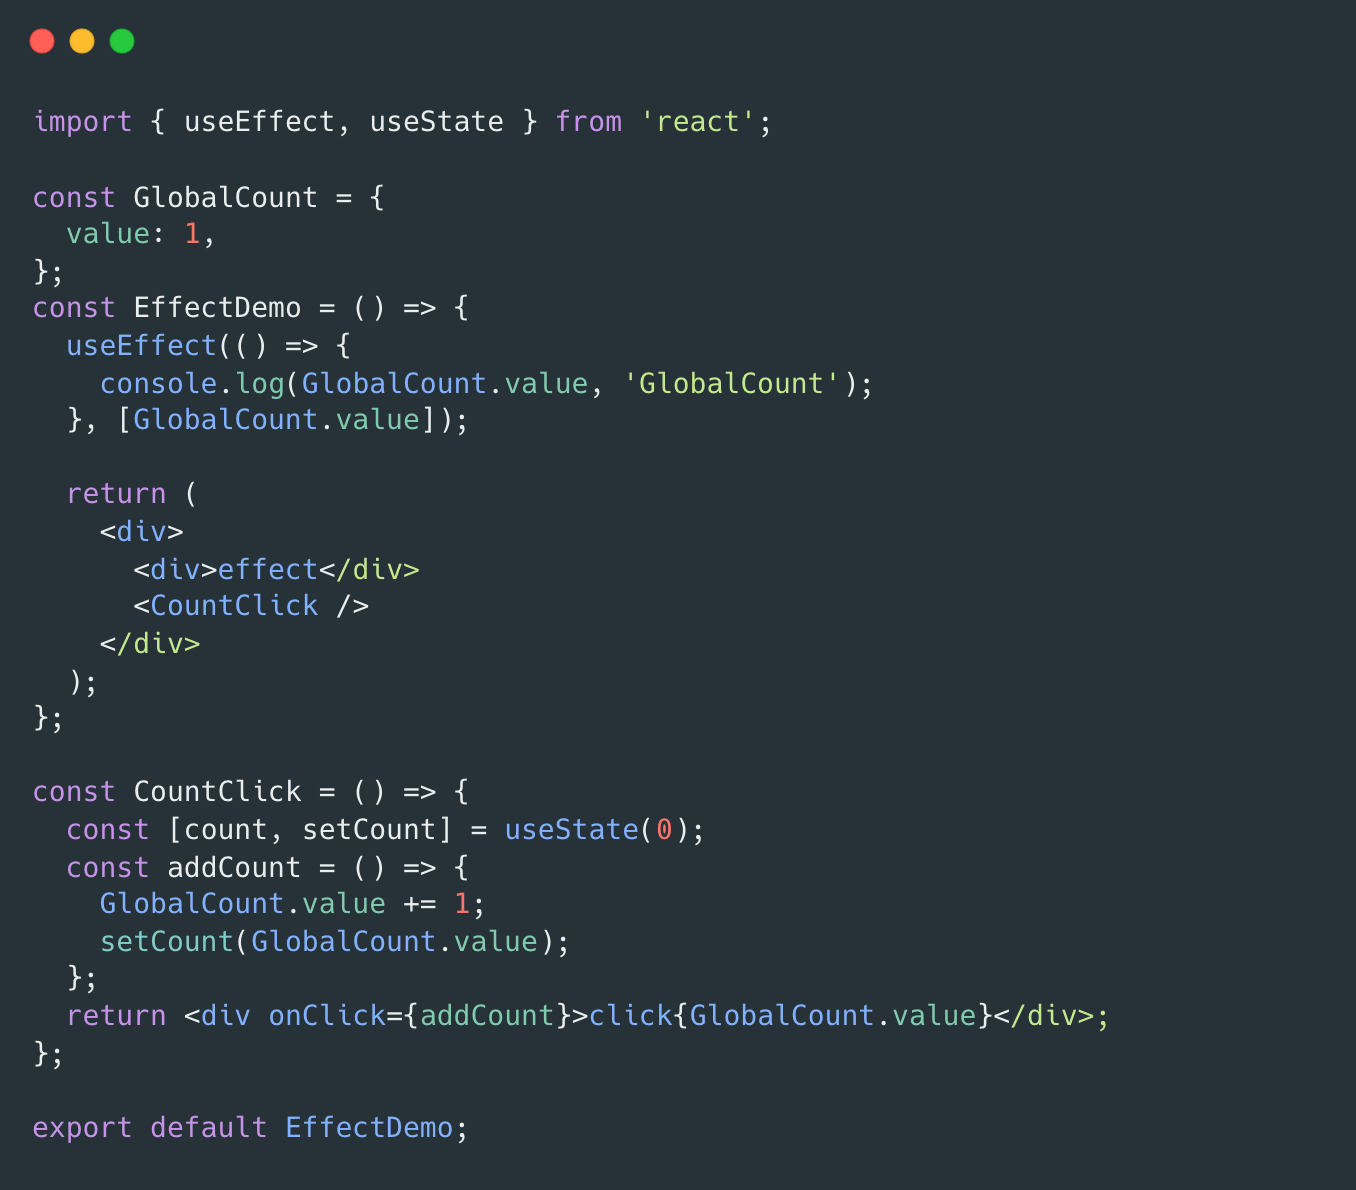 import { useEffect, useState } from 'react';

const GlobalCount = {
  value: 1,
};
const EffectDemo = () => {
  useEffect(() => {
    console.log(GlobalCount.value, 'GlobalCount');
  }, [GlobalCount.value]);

  return (
    <div>
      <div>effect</div>
      <CountClick />
    </div>
  );
};

const CountClick = () => {
  const [count, setCount] = useState(0);
  const addCount = () => {
    GlobalCount.value += 1;
    setCount(GlobalCount.value);
  };
  return <div onClick={addCount}>click{GlobalCount.value}</div>;
};

export default EffectDemo;